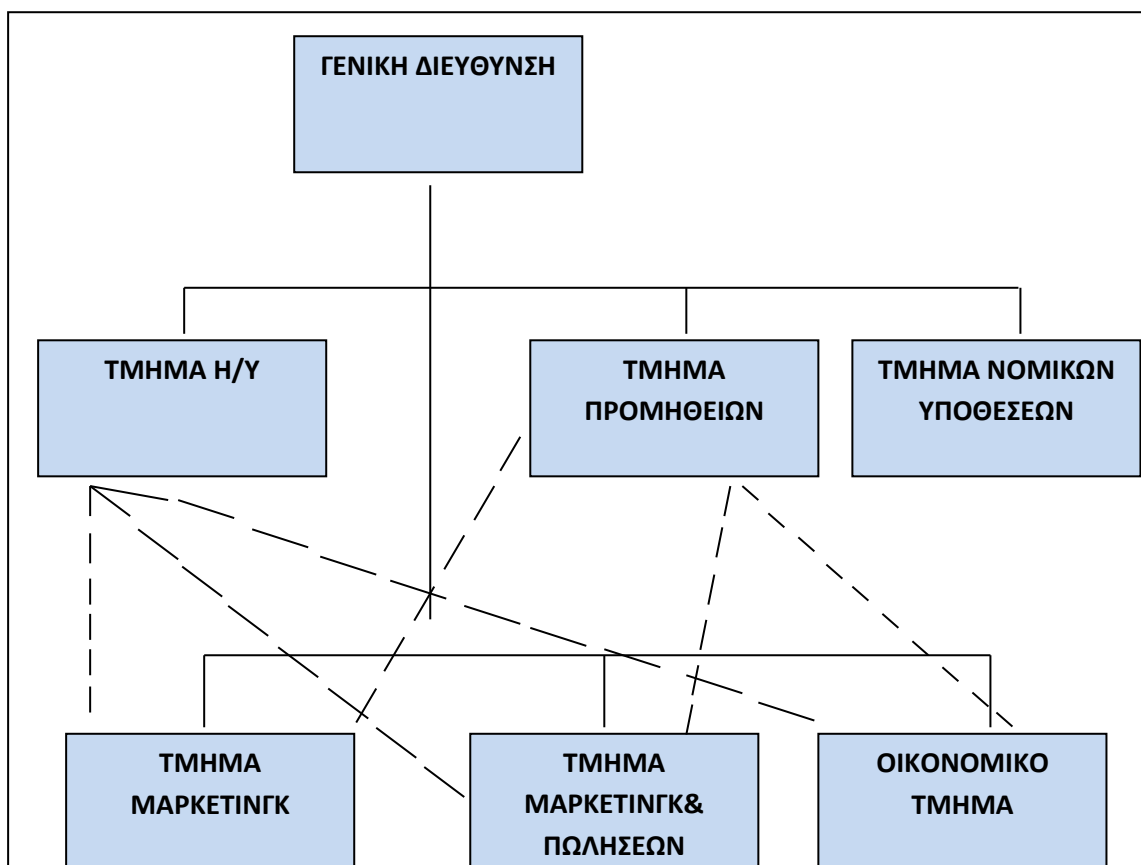 ΓΕΝΙΚΗ ΔΙΕΥΘΥΝΣΗ
ΤΜΗΜΑ Η/Υ
ΤΜΗΜΑ
ΠΡΟΜΗΘΕΙΩΝ
ΤΜΗΜΑ ΝΟΜΙΚΩΝ
ΥΠΟΘΕΣΕΩΝ
ΤΜΗΜΑ
ΜΑΡΚΕΤΙΝΓΚ
ΤΜΗΜΑ
ΜΑΡΚΕΤΙΝΓΚ&
ΠΩΛΗΣΕΩΝ
ΟΙΚΟΝΟΜΙΚΟ
ΤΜΗΜΑ